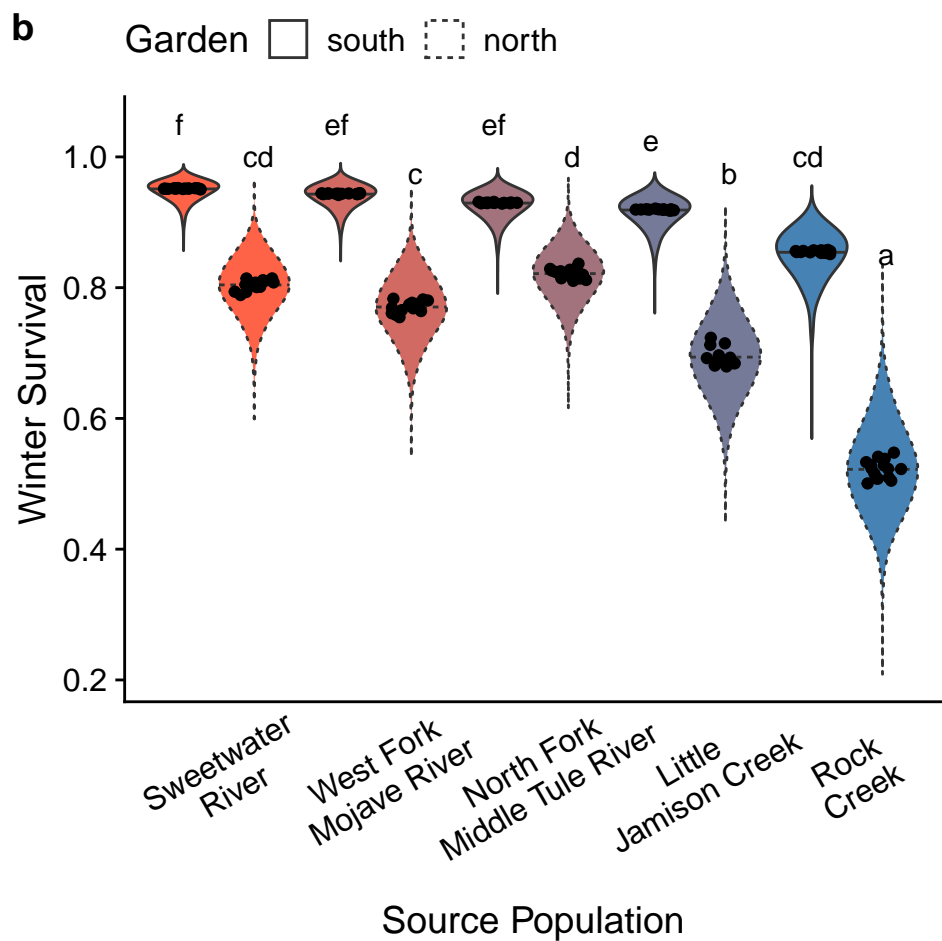 b
Garden south north
f
cd
ef
c
ef
d
e
b
cd
a
Winter Survival
1.0
0.8
0.6
0.4
0.2
Sweetwater
River
West Fork
Mojave River
North Fork
Middle Tule River
Little
Jamison Creek
Rock
Creek
Source Population